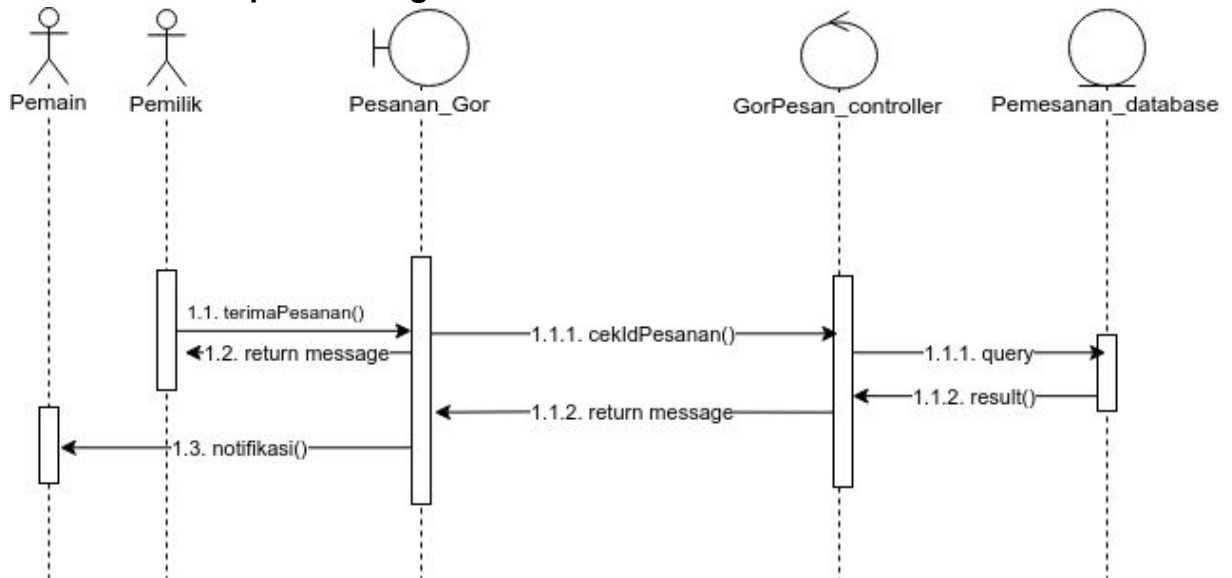 Pemain
Pemilik
Pesanan_Gor
GorPesan_controller
Pemesanan_database
1.1. terimaPesanan()
1.1.1. cekIdPesanan()
1.2. return message
1.1.1. query
1.1.2. result()
1.1.2. return message
1.3. notifikasi()